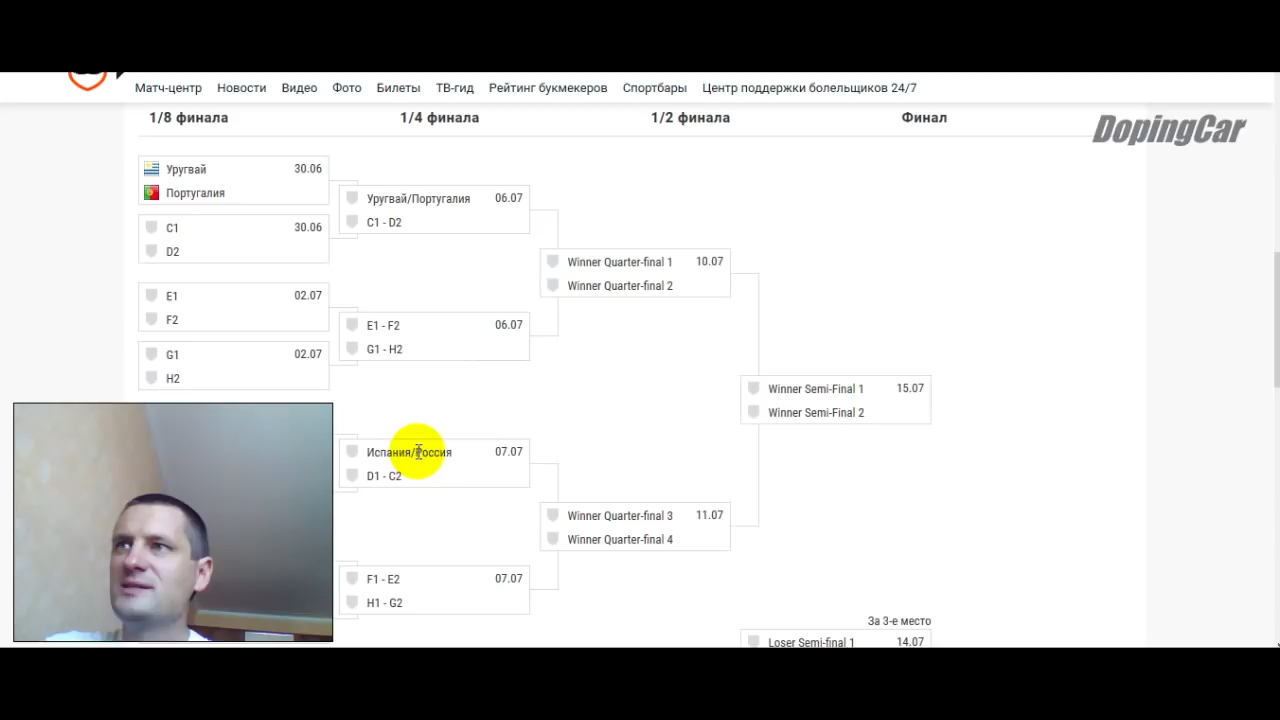 Матч-центр Новости Видео Фото Билеты ТВ-гид Рейтинг букмекеров Спортбары Центр поддержки болельщиков 24/7
1/8 финала 1/4 финала 1/2 финала Финал
DopingCar
Уругвай 30.06
Португалия
C1 30.06
D2
E1 02.07
F2
G1 02.07
H2
Уругвай/Португалия 06.07
C1 - D2
E1 - F2 06.07
G1 - H2
Испания/Россия 07.07
D1 - C2
F1 - E2 07.07
H1 - G2
Winner Quarter-final 1 10.07
Winner Quarter-final 2
Winner Quarter-final 3 11.07
Winner Quarter-final 4
Winner Semi-Final 1 15.07
Winner Semi-Final 2
За 3-е место
Loser Semi-final 1 14.07